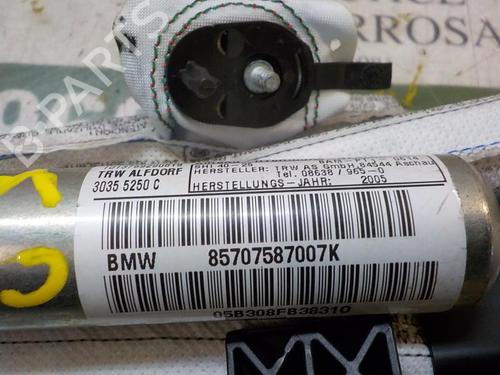 TRW ALFDORF
3035 5250 C
HERSTELLER: TRW AS GmbH, 84544 Aschau
Tel. 08638 / 965-0
HERSTELLUNGS-JAHR: 2005
BMW 85707587007K
05B308FB38310
B-PARTS